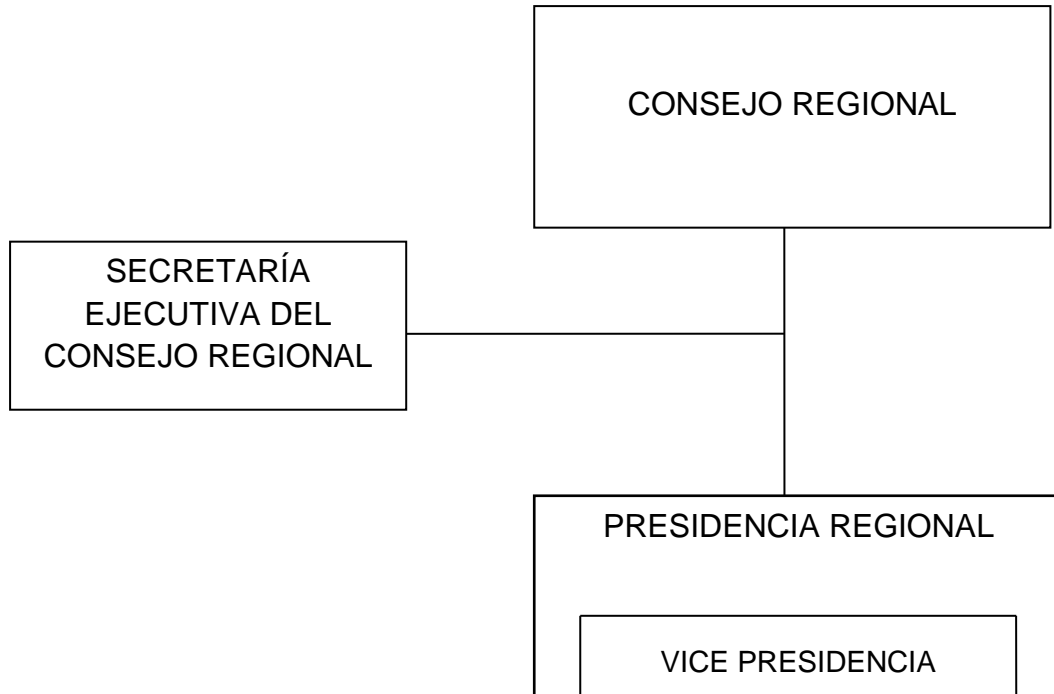 CONSEJO REGIONAL
SECRETARÍA
EJECUTIVA DEL
CONSEJO REGIONAL
PRESIDENCIA REGIONAL
VICE PRESIDENCIA